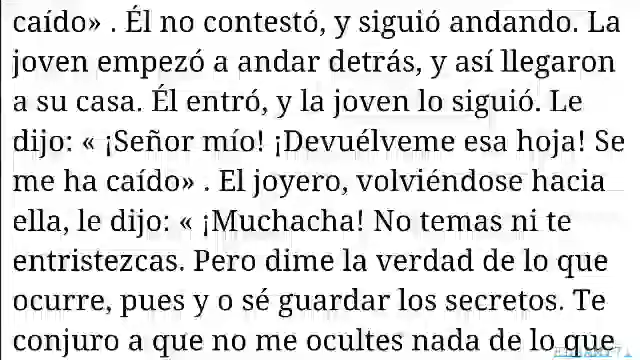 caído» . Él no contestó, y siguió andando. La
joven empezó a andar detrás, y así llegaron
a su casa. Él entró, y la joven lo siguió. Le
dijo: « ¡Señor mío! ¡Devuélveme esa hoja! Se
me ha caído» . El joyero, volviéndose hacia
ella, le dijo: « ¡Muchacha! No temas ni te
entristezcas. Pero dime la verdad de lo que
ocurre, pues y o sé guardar los secretos. Te
conjuro a que no me ocultes nada de lo que